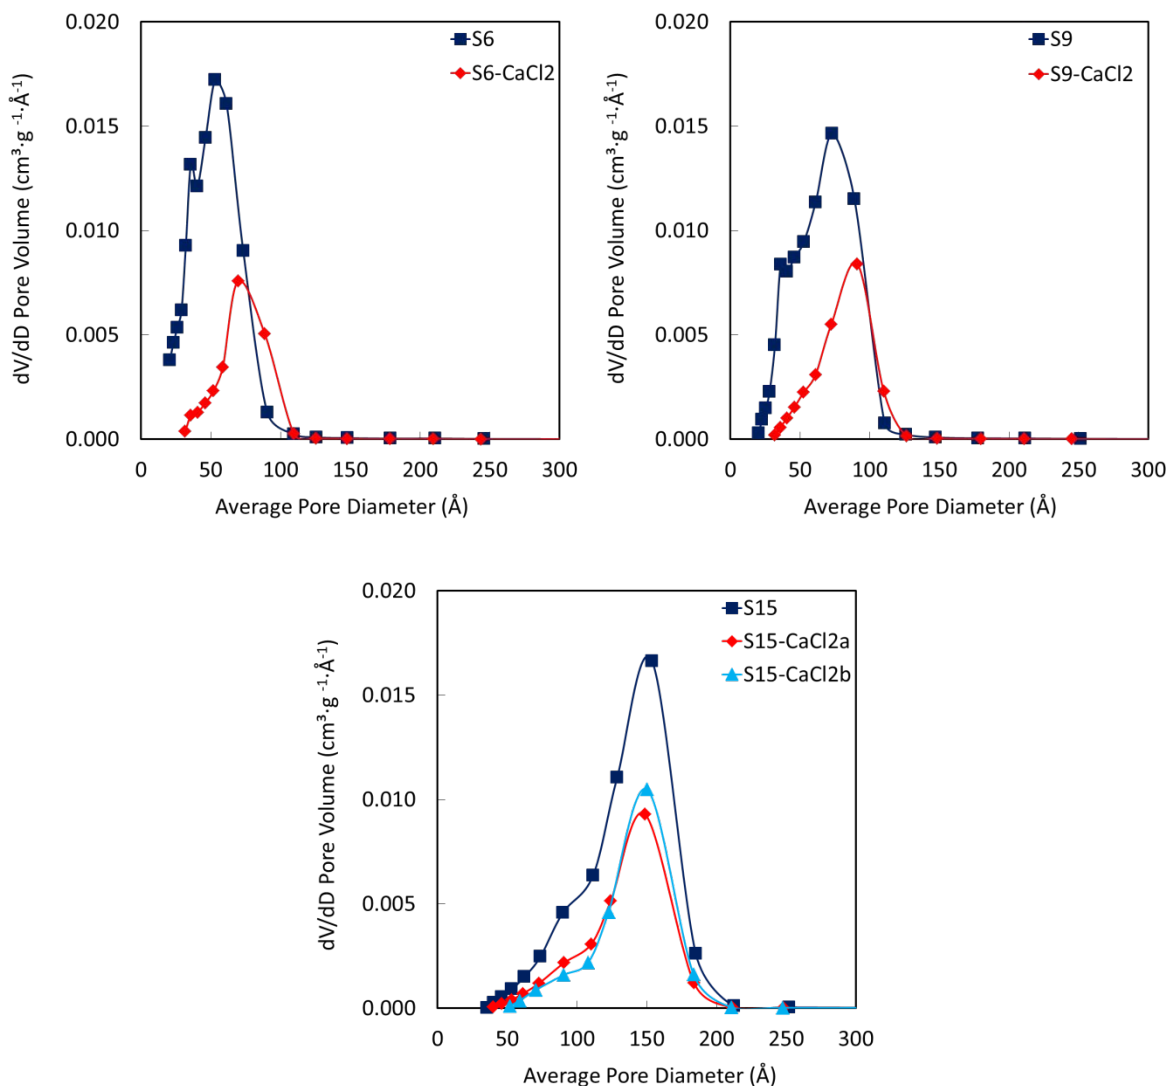 0.020
0.015
0.010
0.005
0.000
0 50 100 150 200 250 300
dV/dD Pore Volume (cm³·g ⁻¹·Å⁻¹)
Average Pore Diameter (Å)
S6
S6-CaCl2
0.020
0.015
0.010
0.005
0.000
0 50 100 150 200 250 300
dV/dD Pore Volume (cm³·g ⁻¹·Å⁻¹)
Average Pore Diameter (Å)
S9
S9-CaCl2
0.020
0.015
0.010
0.005
0.000
0 50 100 150 200 250 300
dV/dD Pore Volume (cm³·g⁻¹·Å⁻¹)
Average Pore Diameter (Å)
S15
S15-CaCl2a
S15-CaCl2b